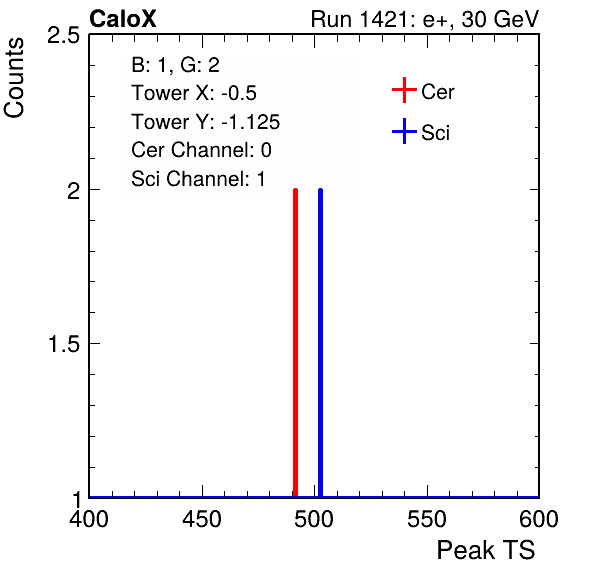 CaloX Run 1421: e+, 30 GeV
Counts
2.5
B: 1, G: 2
Tower X: -0.5
Tower Y: -1.125
Cer Channel: 0
Sci Channel: 1
Cer
Sci
2
1.5
1
400 450 500 550 600
Peak TS